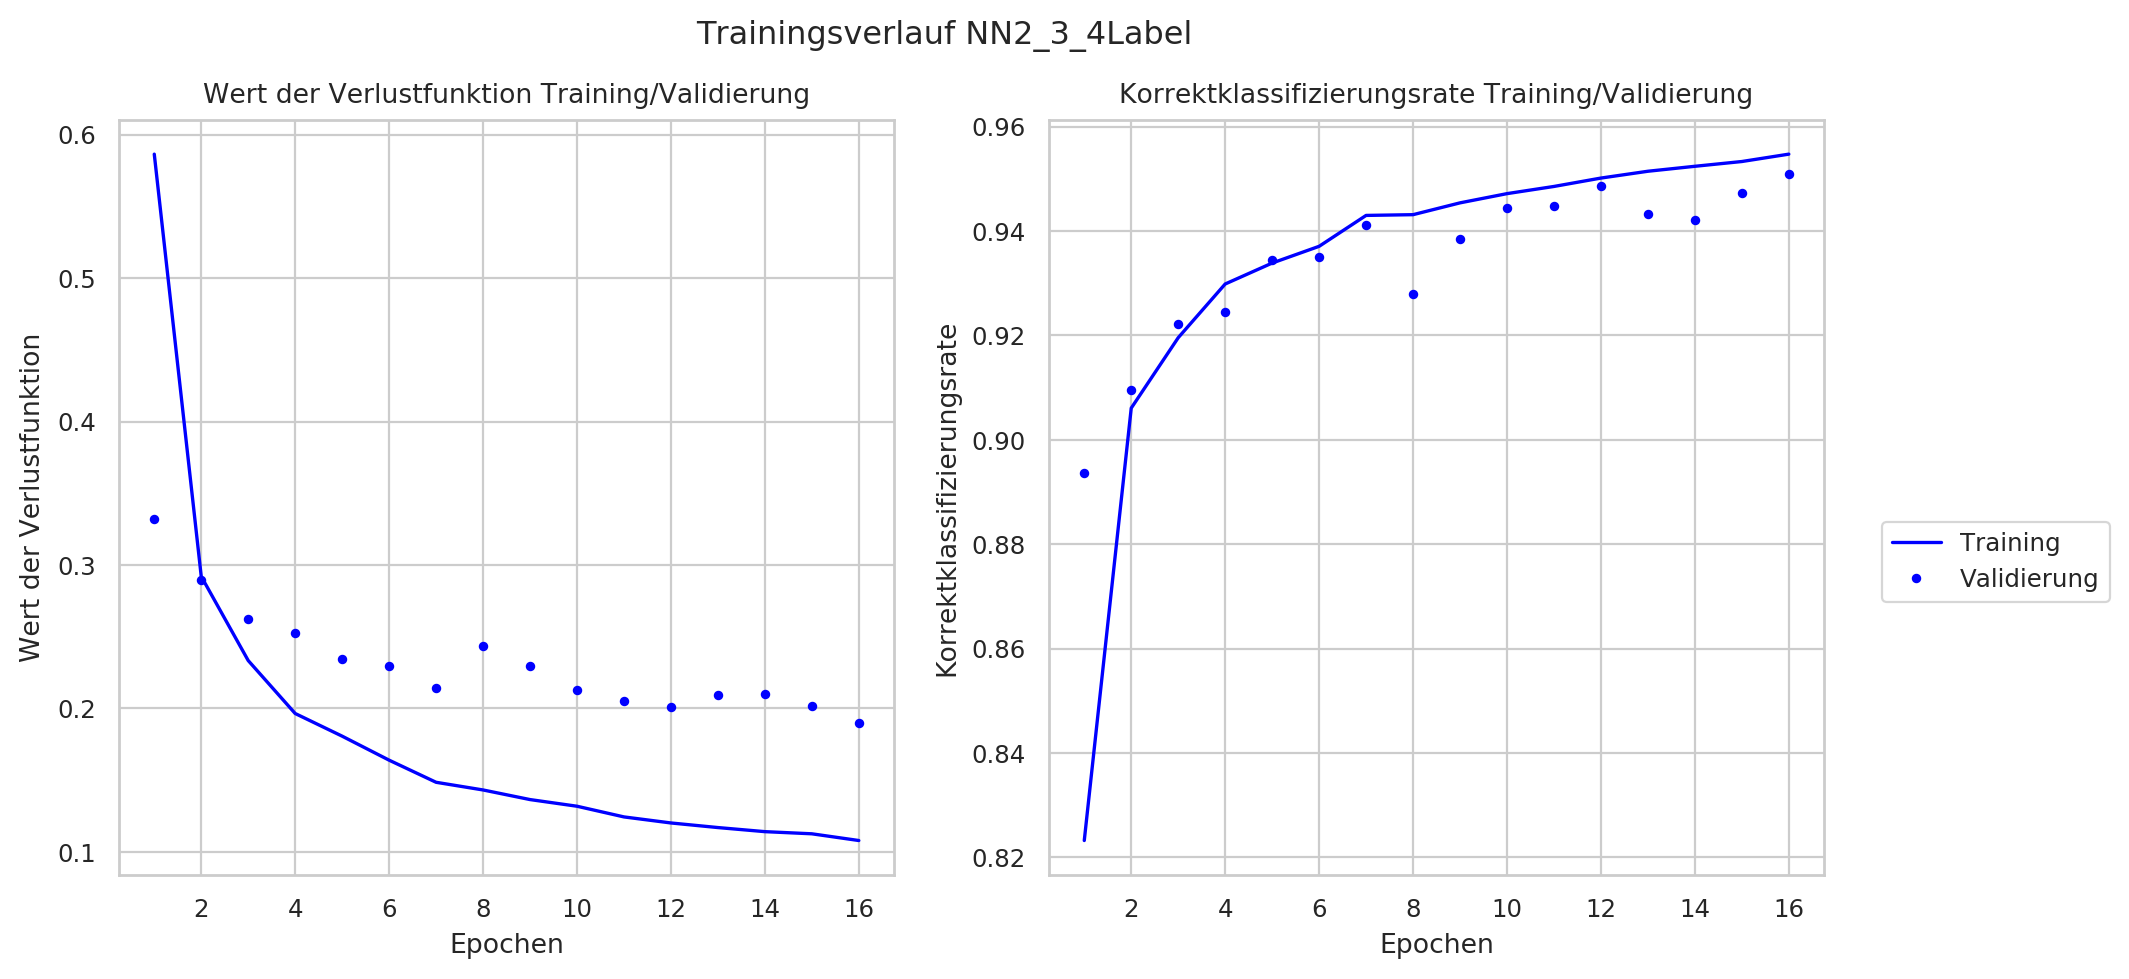 Trainingsverlauf NN2_3_4Label
Wert der Verlustfunktion Training/Validierung
Wert der Verlustfunktion
0.6
0.5
0.4
0.3
0.2
0.1
2 4 6 8 10 12 14 16
Epochen
Korrektklassifizierungsrate Training/Validierung
Korrektklassifizierungsrate
0.96
0.94
0.92
0.90
0.88
0.86
0.84
0.82
2 4 6 8 10 12 14 16
Epochen
Training
Validierung